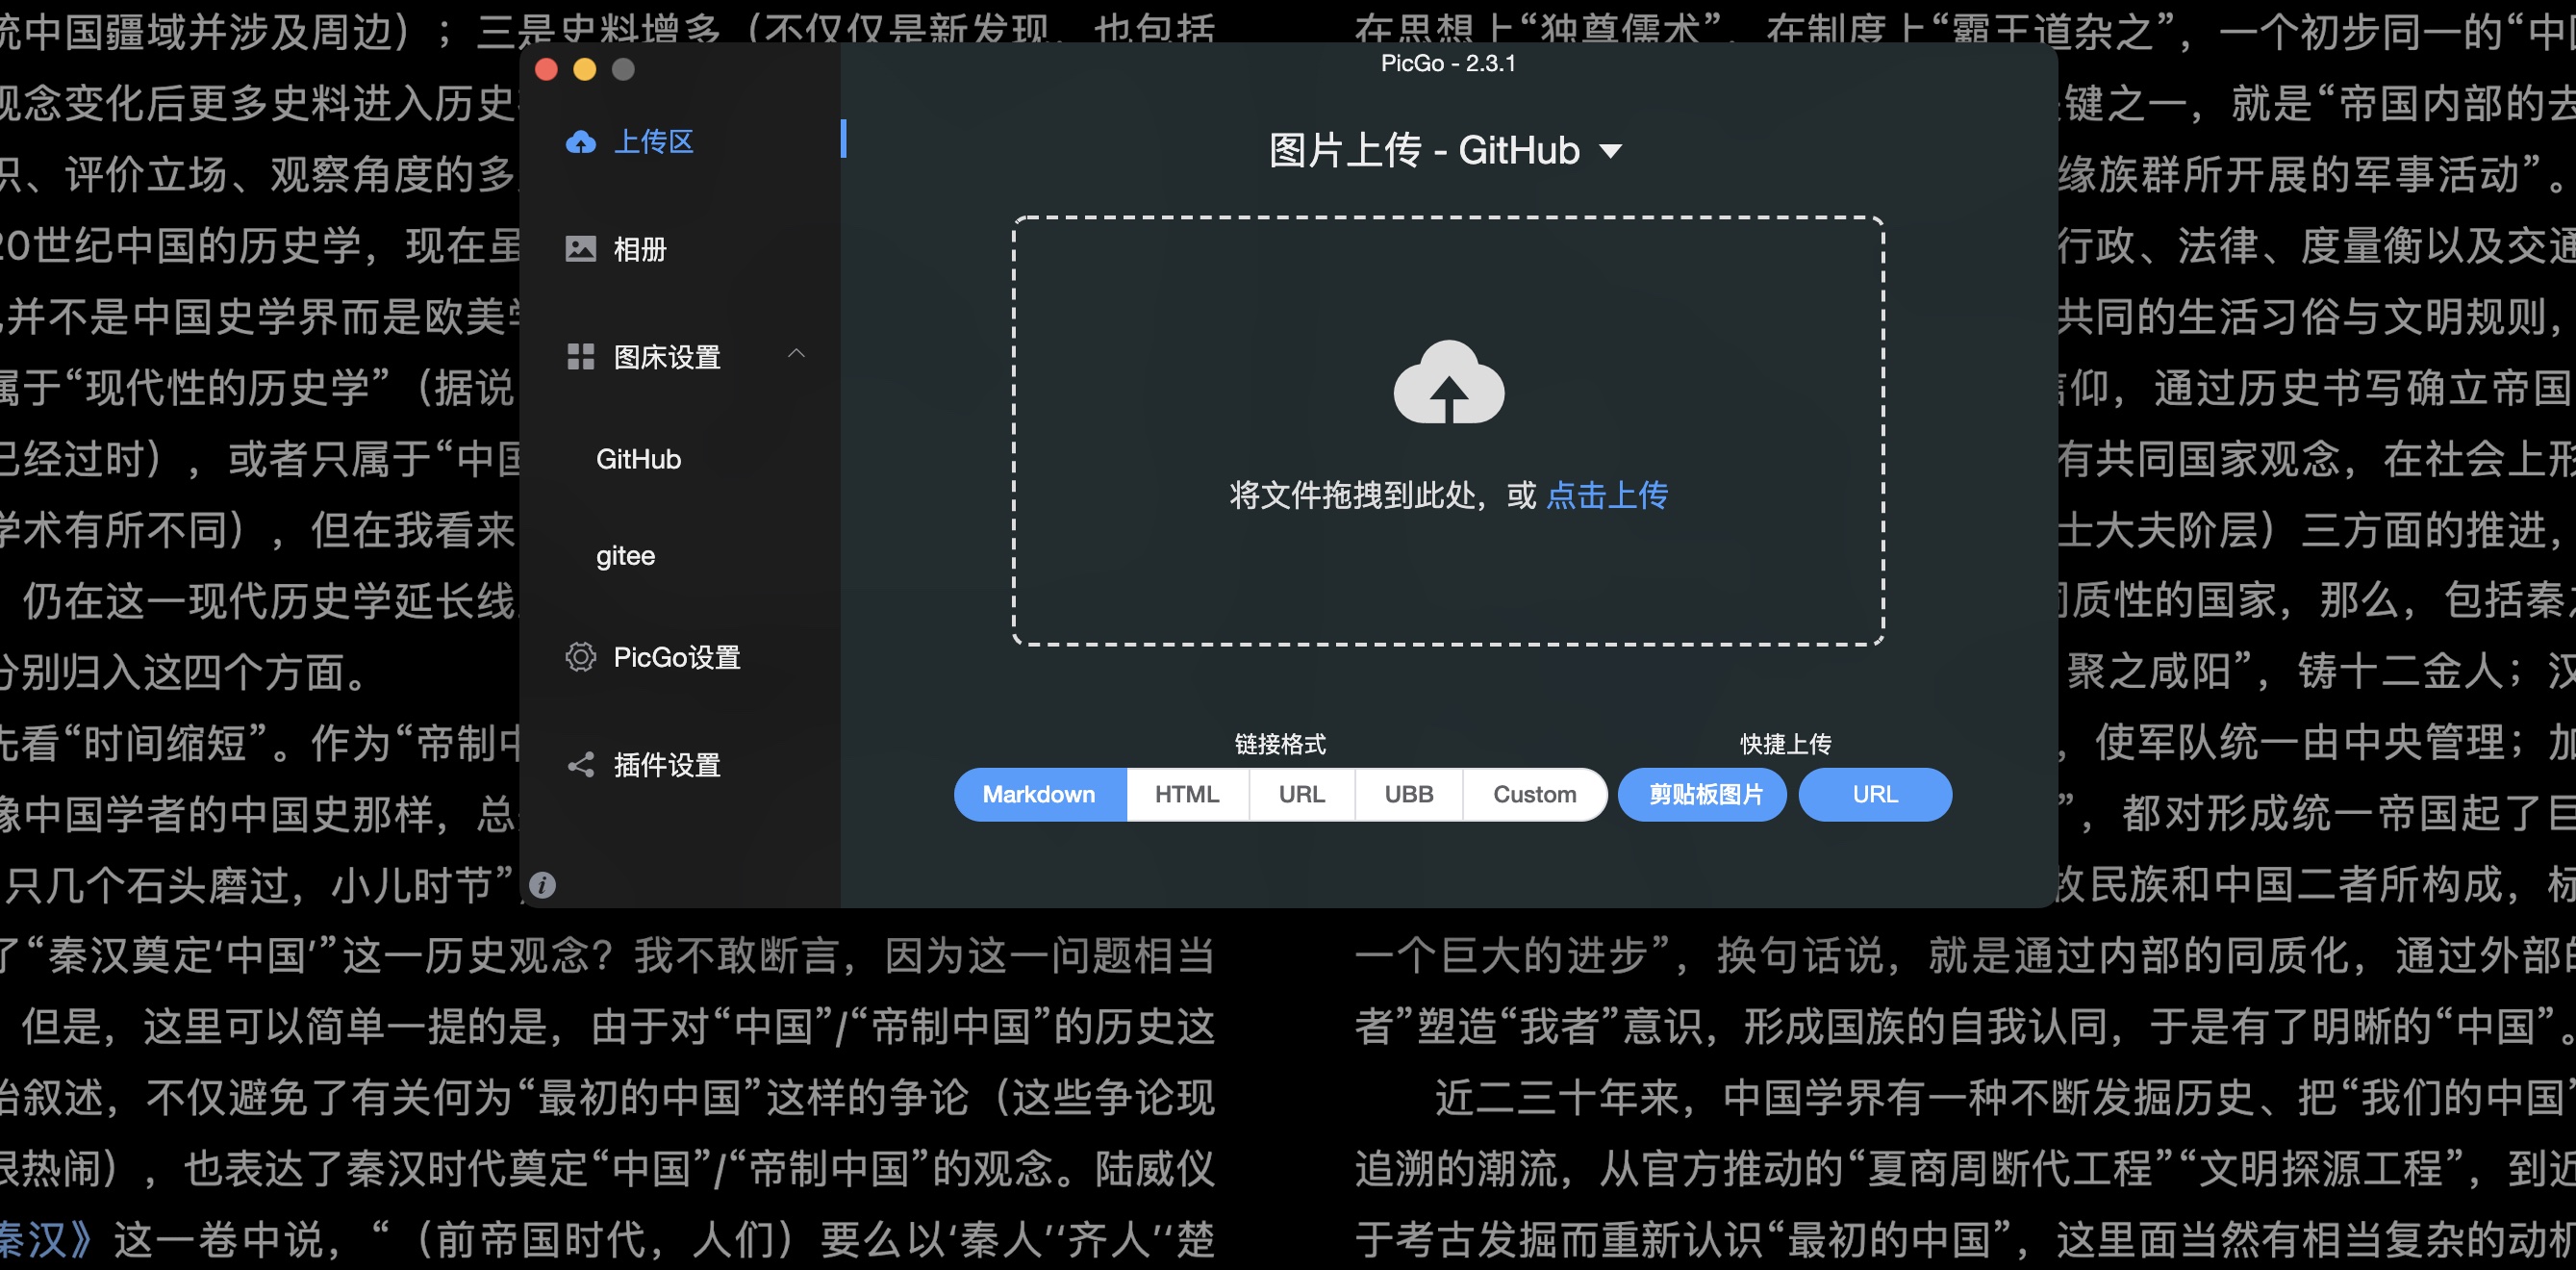 中国疆域并涉及周边）；三是史料增多（不仅仅是新发现，也包括
观念变化后更多史料进入历史
识、评价立场、观察角度的多
20世纪中国的历史学，现在虽
并不是中国史学界而是欧美
属于“现代性的历史学”（据说
已经过时），或者只属于“中国
学术有所不同），但在我看来
仍在这一现代历史学延长线
分别归入这四个方面。
先看“时间缩短”。作为“帝制中
像中国学者的中国史那样，总
只几个石头磨过，小儿时节”
了“秦汉奠定‘中国’”这一历史观念？我不敢断言，因为这一问题相当
但是，这里可以简单一提的是，由于对“中国”/“帝制中国”的历史这
叙述，不仅避免了有关何为“最初的中国”这样的争论（这些争论现
很热闹），也表达了秦汉时代奠定“中国”/“帝制中国”的观念。陆威仪
秦汉》这一卷中说，“（前帝国时代，人们）要么以‘秦人’‘齐人’‘楚
PicGo - 2.3.1
上传区
相册
图床设置
GitHub
gitee
PicGo设置
插件设置
图片上传 - GitHub
将文件拖拽到此处，或 点击上传
链接格式
快捷上传
Markdown
HTML
URL
UBB
Custom
剪贴板图片
URL
在思想上“独尊儒术”，在制度上“霸王道杂之”，一个初步同一的“中国
键之一，就是“帝国内部的去
缘族群所开展的军事活动”。
行政、法律、度量衡以及交通
共同的生活习俗与文明规则，
信仰，通过历史书写确立帝国
有共同国家观念，在社会上形
士大夫阶层）三方面的推进，
同质性的国家，那么，包括秦
聚之咸阳”，铸十二金人；汉
，使军队统一由中央管理；加
”，都对形成统一帝国起了巨
民族和中国二者所构成，标
一个巨大的进步”，换句话说，就是通过内部的同质化，通过外部的
者”塑造“我者”意识，形成国族的自我认同，于是有了明晰的“中国”。
近二三十年来，中国学界有一种不断发掘历史、把“我们的中国”
追溯的潮流，从官方推动的“夏商周断代工程”“文明探源工程”，到近
于考古发掘而重新认识“最初的中国”，这里面当然有相当复杂的动机